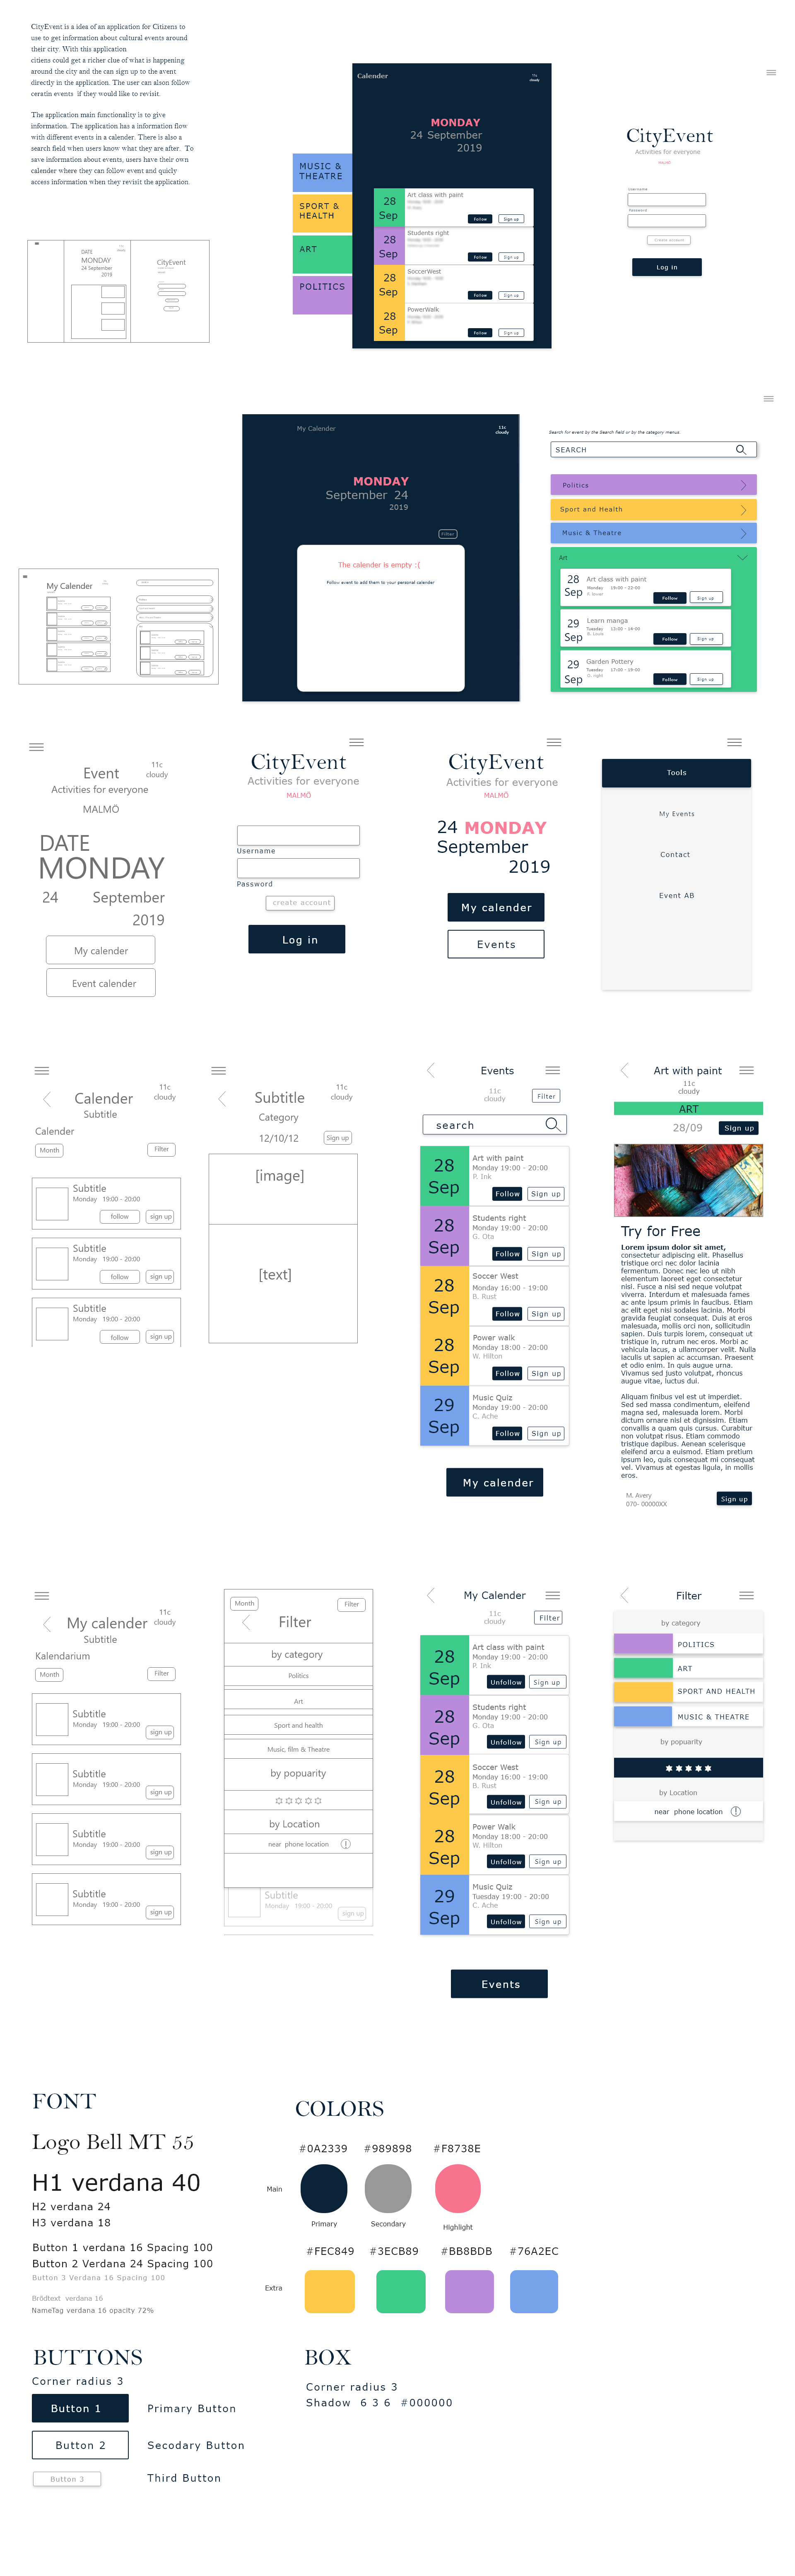 CityEvent is a idea of an application for Citizens to
use to get information about cultural events around
their city. With this application
citiens could get a richer clue of what is happening
around the city and the can sign up to the avent
directly in the application. The user can alson follow
ceratin events  if they would like to revisit.
The application main functionality is to give
information. The application has a information flow
with different events in a calender. There is also a
search field when users know what they are after.  To
save information about events, users have their own
calender where they can follow event and quicly
access information when they revisit the application.
DATE
MONDAY
24 September
2019
CityEvent
Calender
11c
cloudy
MONDAY
24 September
2019
MUSIC &
THEATRE
SPORT &
HEALTH
ART
POLITICS
28
Sep
Art class with paint
Follow
Sign up
28
Sep
Students right
Follow
Sign up
28
Sep
SoccerWest
Follow
Sign up
28
Sep
PowerWalk
Follow
Sign up
CityEvent
Activities for everyone
MALMÖ
Username
Password
Create account
Log in
My Calender
My Calender
11c
cloudy
MONDAY
September 24
2019
Filter
The calender is empty :(
Follow event to add them to your personal calender
Search for event by the Search field or by the category menus
SEARCH
Politics
Sport and Health
Music & Theatre
Art
28
Sep
Art class with paint
Monday 19:00 - 22:00
Follow
Sign up
29
Sep
Learn manga
Tuesday 13:00 - 14:00
Follow
Sign up
29
Sep
Garden Pottery
Tuesday 17:00 - 19:00
Follow
Sign up
Event
11c
cloudy
Activities for everyone
MALMÖ
DATE
MONDAY
24 September
2019
My calender
Event calender
CityEvent
Activities for everyone
MALMÖ
Username
Password
create account
Log in
CityEvent
Activities for everyone
MALMÖ
24 MONDAY
September
2019
My calender
Events
Tools
My Events
Contact
Event AB
Calender
11c
cloudy
Subtitle
Calender
Month
Filter
Subtitle
Monday 19:00 - 20:00
follow
sign up
Subtitle
Monday 19:00 - 20:00
follow
sign up
Subtitle
Monday 19:00 - 20:00
follow
sign up
Subtitle
11c
cloudy
Category
12/10/12
Sign up
[image]
[text]
Events
11c
cloudy
Filter
search
28
Sep
Art with paint
Monday 19:00 - 20:00
P. Ink
Follow
Sign up
28
Sep
Students right
Monday 19:00 - 20:00
G. Ota
Follow
Sign up
28
Sep
Soccer West
Monday 16:00 - 19:00
B. Rust
Follow
Sign up
28
Sep
Power walk
Monday 18:00 - 20:00
W. Hilton
Follow
Sign up
29
Sep
Music Quiz
Monday 19:00 - 20:00
C. Ache
Follow
Sign up
My calender
Art with paint
11c
cloudy
ART
28/09
Sign up
Try for Free
Lorem ipsum dolor sit amet,
consectetur adipiscing elit. Phasellus
tristique orci nec dolor lacinia
fermentum. Donec nec leo ut nibh
elementum laoreet eget consectetur
nisi. Fusce a nisi sed neque volutpat
viverra. Interdum et malesuada fames
ac ante ipsum primis in faucibus. Etiam
ac elit eget nisi sodales lacinia. Morbi
gravida feugiat consequat. Duis at eros
malesuada, mollis orci non, sollicitudin
sapien. Duis turpis lorem, consequat ut
tristique in, rutrum nec eros. Morbi ac
vehicula lacus, a ullamcorper velit. Nulla
iaculis ut sapien ac accumsan. Praesent
et odio enim. In quis augue urna.
Vivamus sed justo volutpat, rhoncus
augue vitae, luctus dui.
Aliquam finibus vel est ut imperdiet.
Sed sed massa condimentum, eleifend
magna sed, malesuada lorem. Morbi
dictum ornare nisl et dignissim. Etiam
convallis a quam quis cursus. Curabitur
non volutpat risus. Etiam commodo
tristique dapibus. Aenean scelerisque
eleifend arcu a euismod. Etiam pretium
ipsum leo, quis consequat mi consequat
vel. Vivamus at egestas ligula, in mollis
eros.
M. Avery
070- 00000XX
Sign up
My calender
11c
cloudy
Subtitle
Kalendarium
Month
Filter
Subtitle
Monday 19:00 - 20:00
sign up
Subtitle
Monday 19:00 - 20:00
sign up
Subtitle
Monday 19:00 - 20:00
sign up
Subtitle
Monday 19:00 - 20:00
sign up
Month
Filter
Filter
by category
Politics
Art
Sport and health
Music, film & Theatre
by popuarity
by Location
near phone location
Subtitle
Monday 19:00 - 20:00
sign up
My Calender
11c
cloudy
Filter
28
Sep
Art class with paint
Monday 19:00 - 20:00
P. Ink
Unfollow
Sign up
28
Sep
Students right
Monday 19:00 - 20:00
G. Ota
Unfollow
Sign up
28
Sep
Soccer West
Monday 16:00 - 19:00
B. Rust
Unfollow
Sign up
28
Sep
Power Walk
Monday 18:00 - 20:00
W. Hilton
Unfollow
Sign up
29
Sep
Music Quiz
Tuesday 19:00 - 20:00
C. Ache
Unfollow
Sign up
Events
Filter
by category
POLITICS
ART
SPORT AND HEALTH
MUSIC & THEATRE
by popuarity
by Location
near phone location
FONT
Logo Bell MT 55
H1 verdana 40
H2 verdana 24
H3 verdana 18
Button 1 verdana 16 Spacing 100
Button 2 Verdana 24 Spacing 100
Button 3 Verdana 16 Spacing 100
Brödtext verdana 16
NameTag verdana 16 opacity 72%
COLORS
#0A2339 #989898 #F8738E
Main
Primary
Secondary
Highlight
#FEC849 #3ECB89 #BB8BDB #76A2EC
Extra
BUTTONS
Corner radius 3
Button 1 Primary Button
Button 2 Secodary Button
Button 3 Third Button
BOX
Corner radius 3
Shadow 6 3 6 #000000